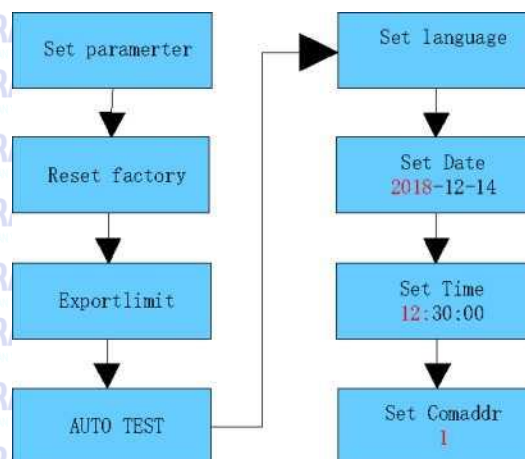 Set paramerter
Reset factory
Exportlimit
AUTO TEST
Set language
Set Date
2018-12-14
Set Time
12:30:00
Set Comaddr
1